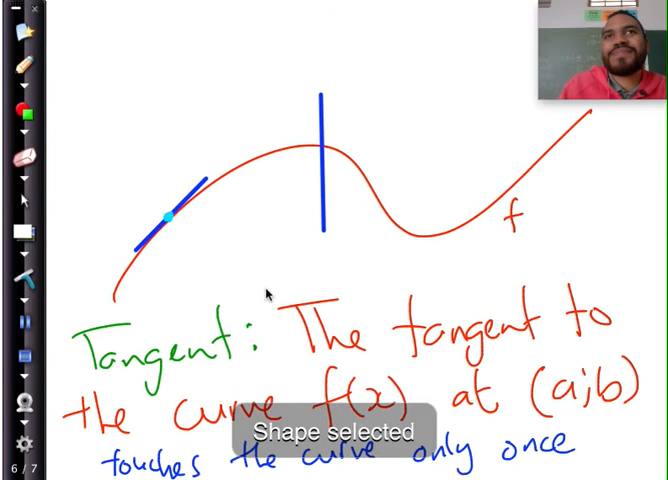 f
Tangent: The tangent to
the curve f(x) at (a;b)
Shape selected
touches the curve only once
6 / 7